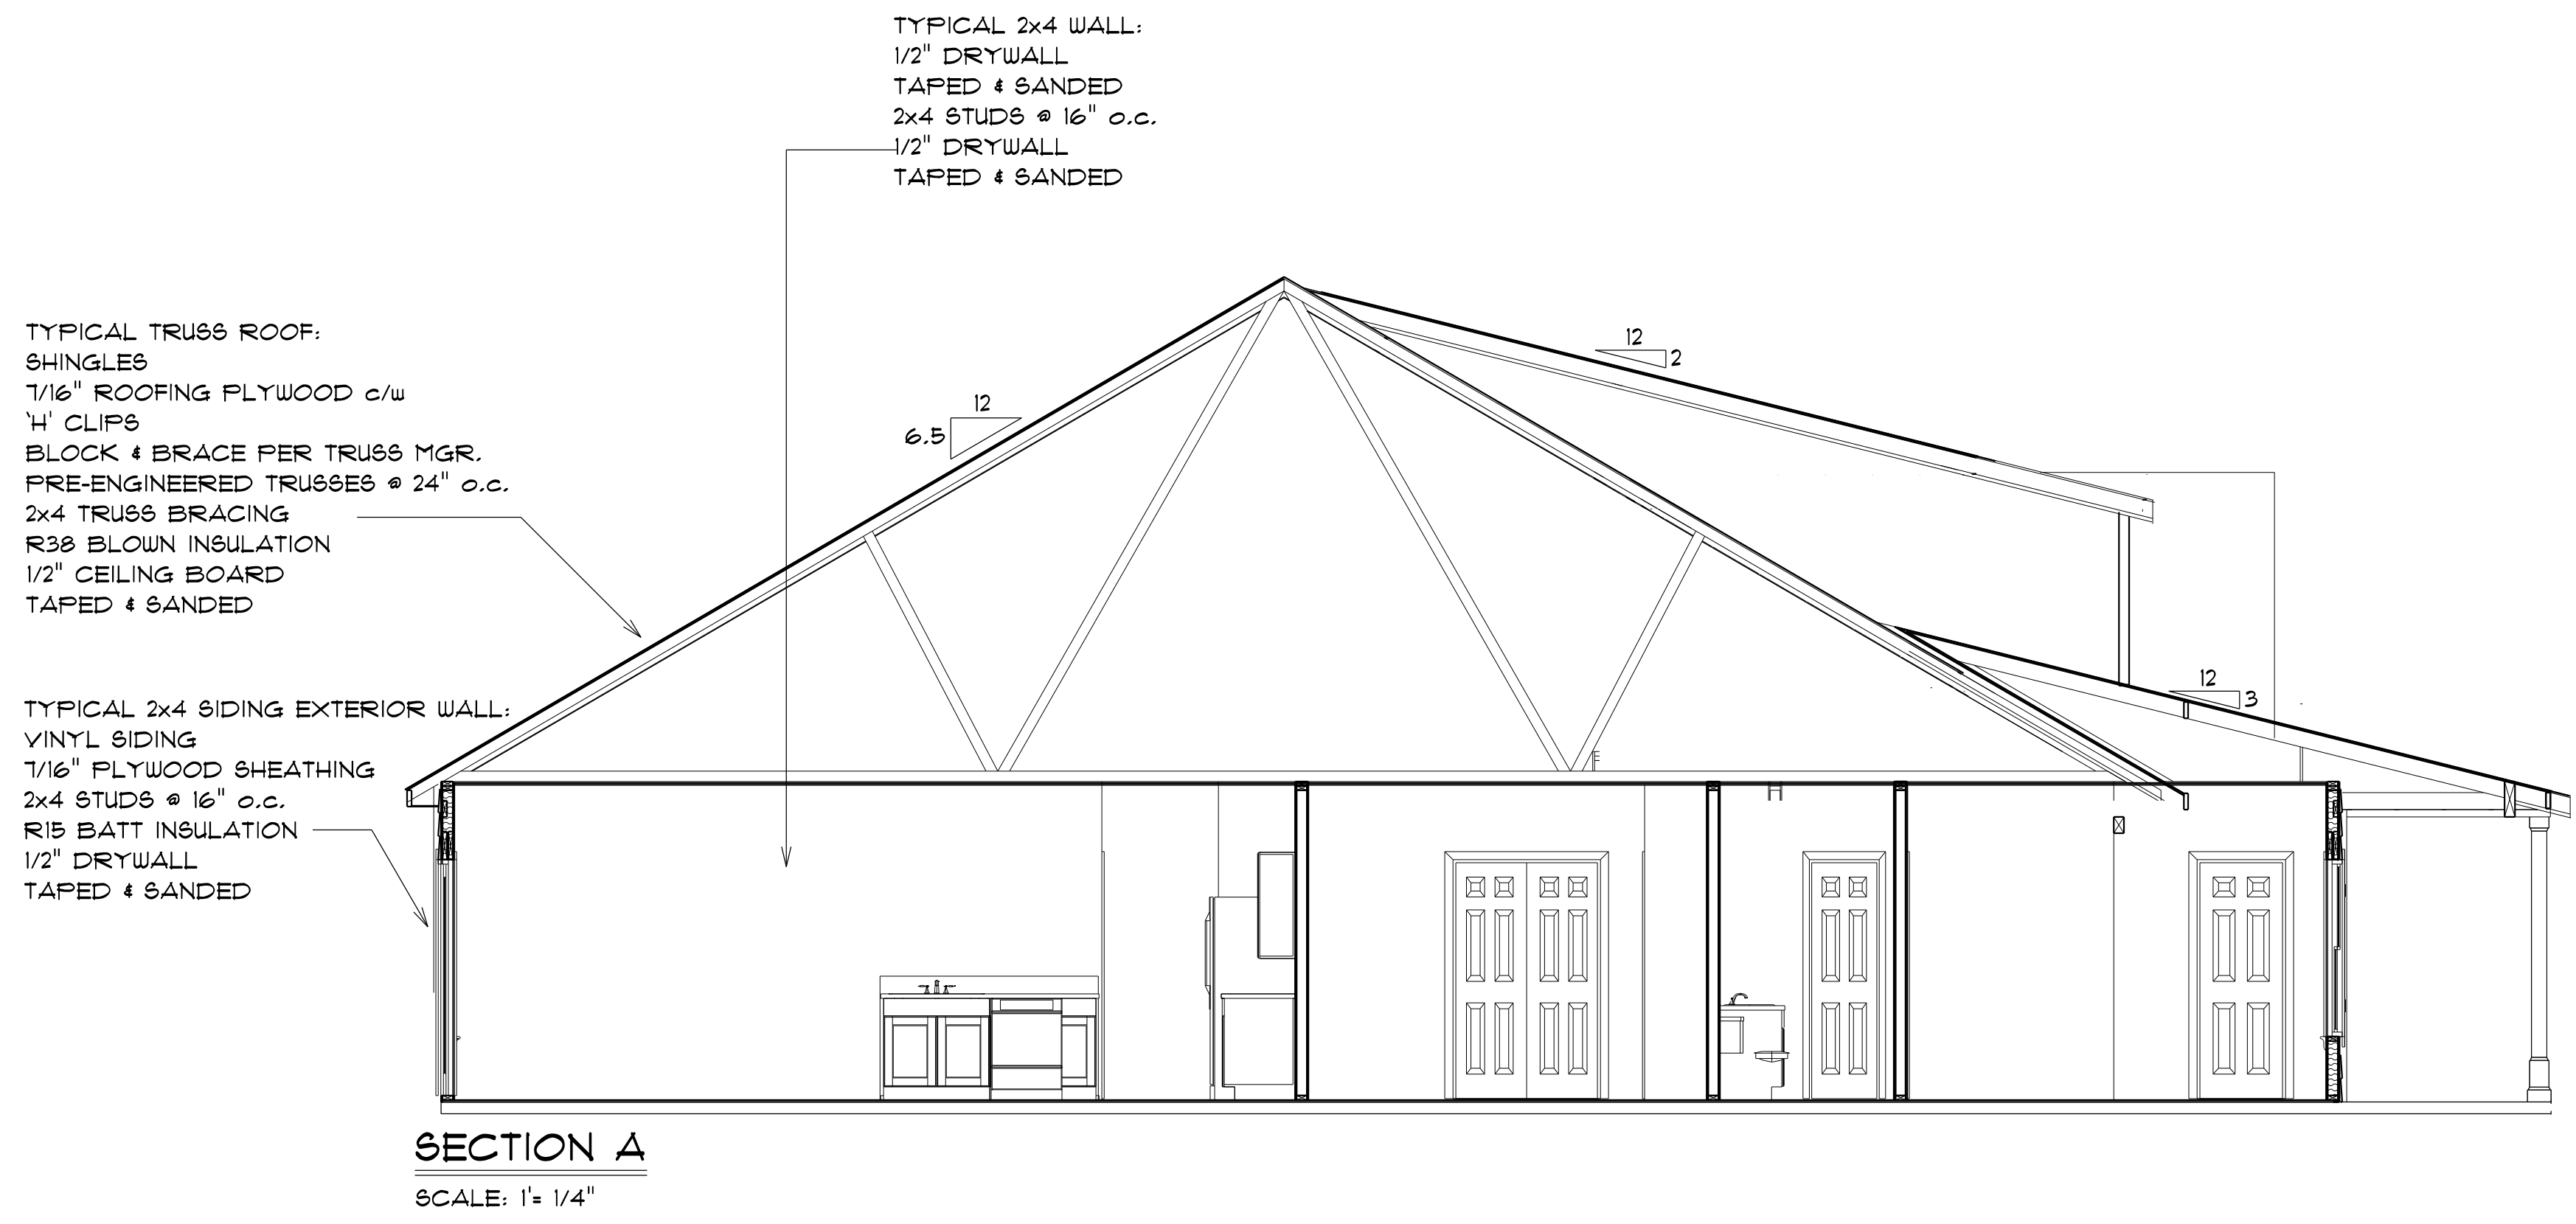 TYPICAL 2x4 WALL:
1/2" DRYWALL
TAPED & SANDED
2x4 STUDS @ 16" o.c.
1/2" DRYWALL
TAPED & SANDED
TYPICAL TRUSS ROOF:
SHINGLES
7/16" ROOFING PLYWOOD c/w
'H' CLIPS
BLOCK & BRACE PER TRUSS MGR.
PRE-ENGINEERED TRUSSES @ 24" o.c.
2x4 TRUSS BRACING
R38 BLOWN INSULATION
1/2" CEILING BOARD
TAPED & SANDED
12
2
12
6.5
12
3
TYPICAL 2x4 SIDING EXTERIOR WALL:
VINYL SIDING
7/16" PLYWOOD SHEATHING
2x4 STUDS @ 16" o.c.
R15 BATT INSULATION
1/2" DRYWALL
TAPED & SANDED
SECTION A
SCALE: 1'= 1/4"